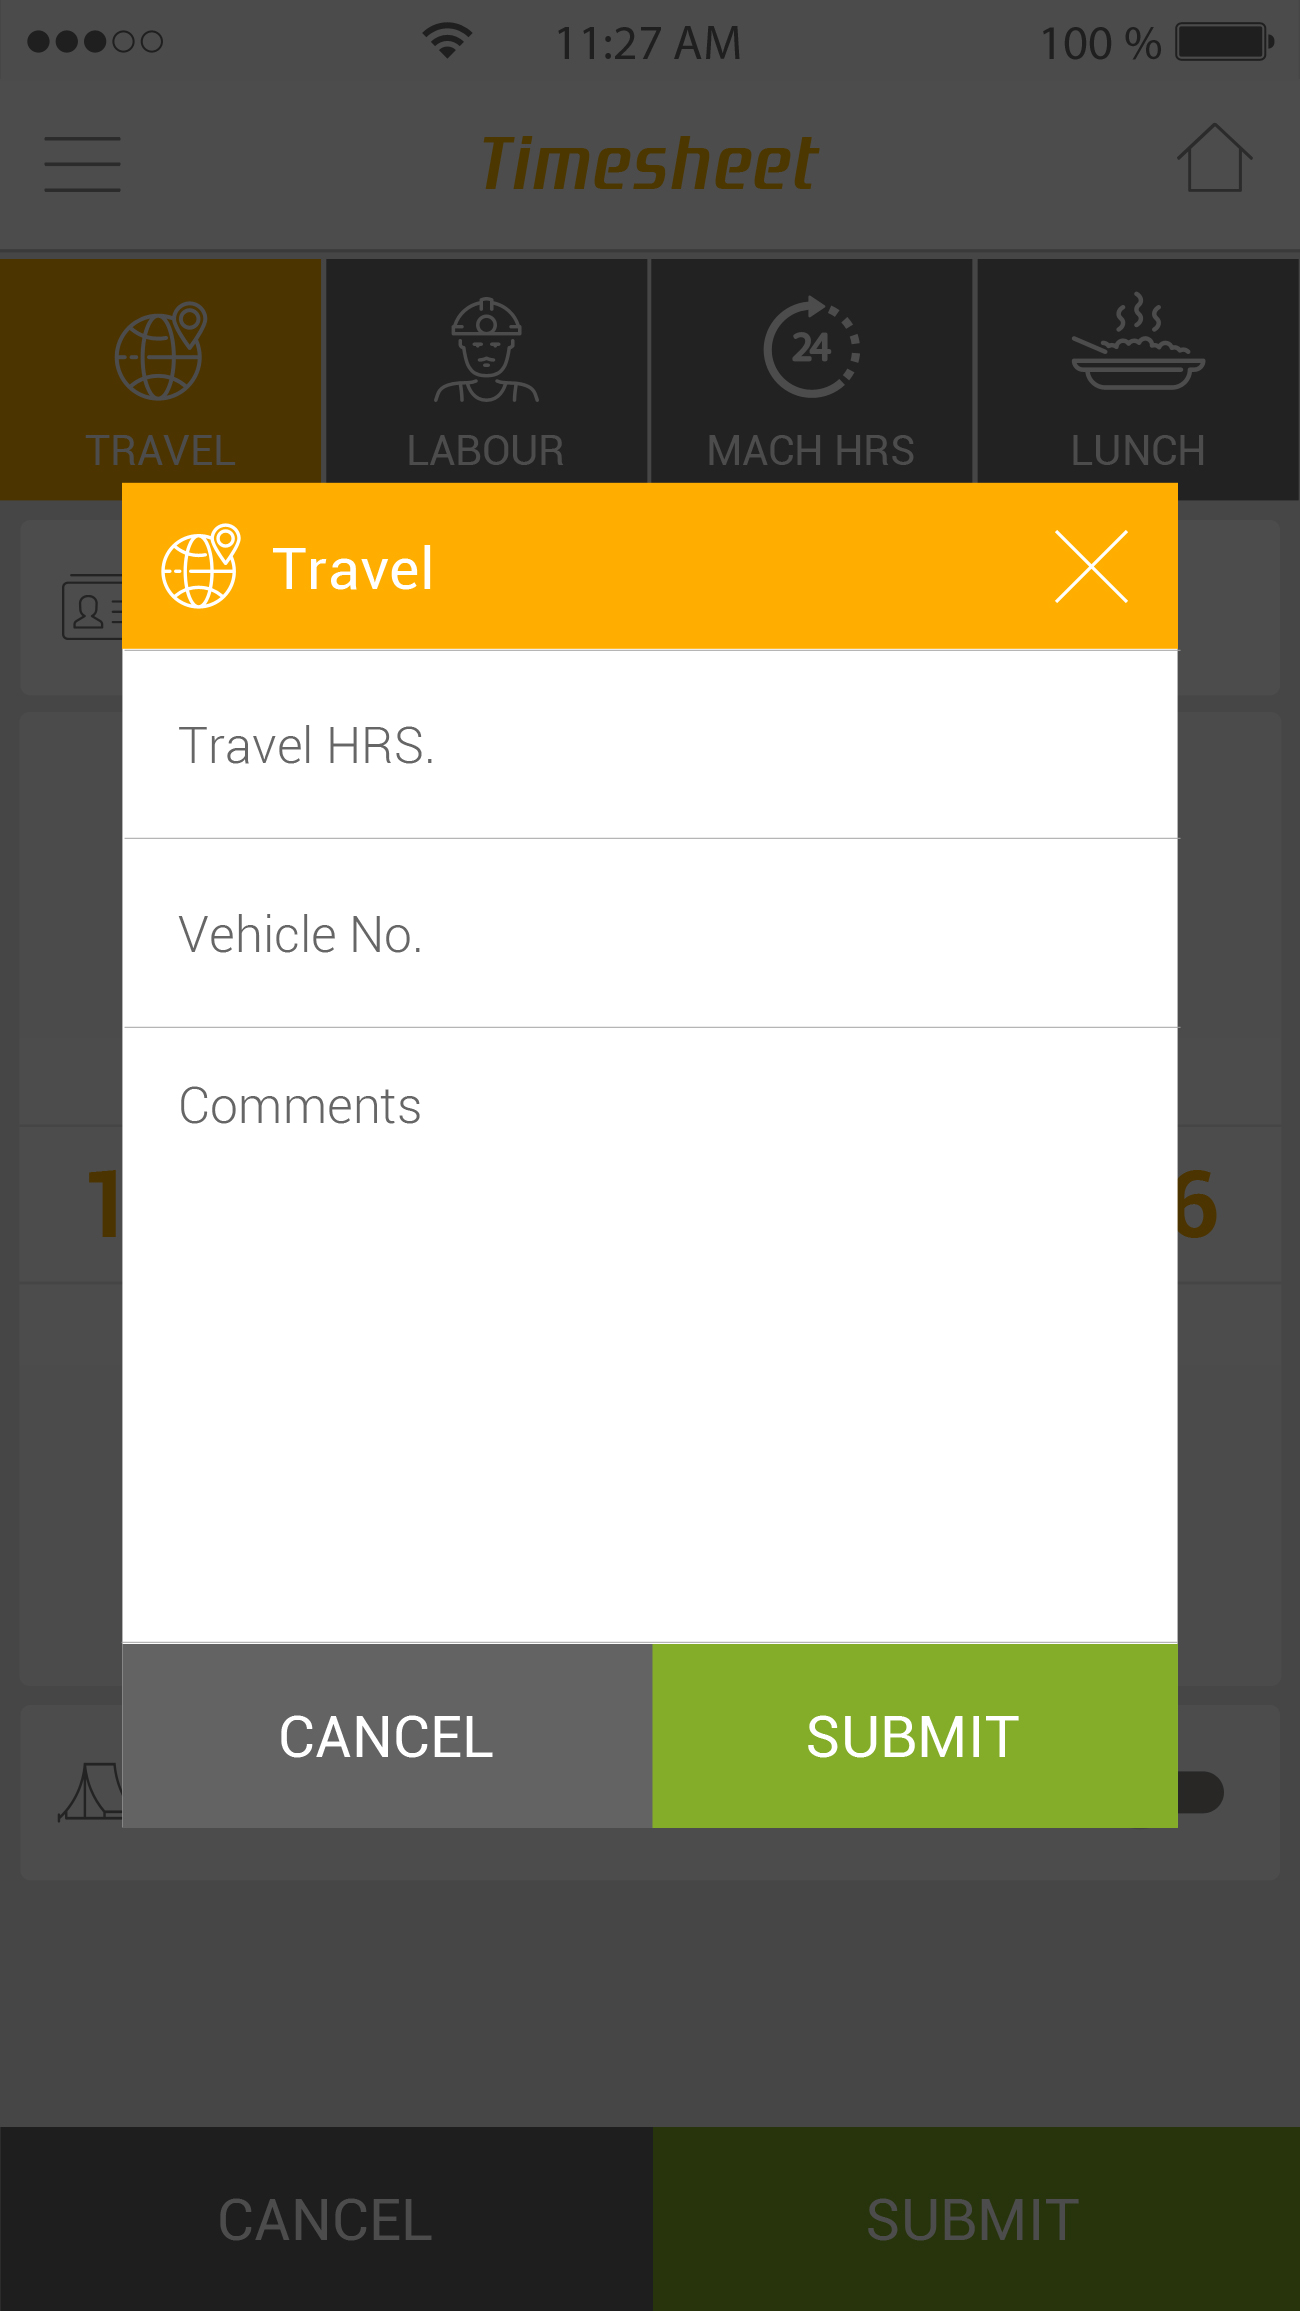 11:27 AM 100 %
Timesheet
TRAVEL LABOUR 24 MACH HRS LUNCH
Travel
Travel HRS.
Vehicle No.
Comments
1 6
CANCEL SUBMIT
CANCEL SUBMIT